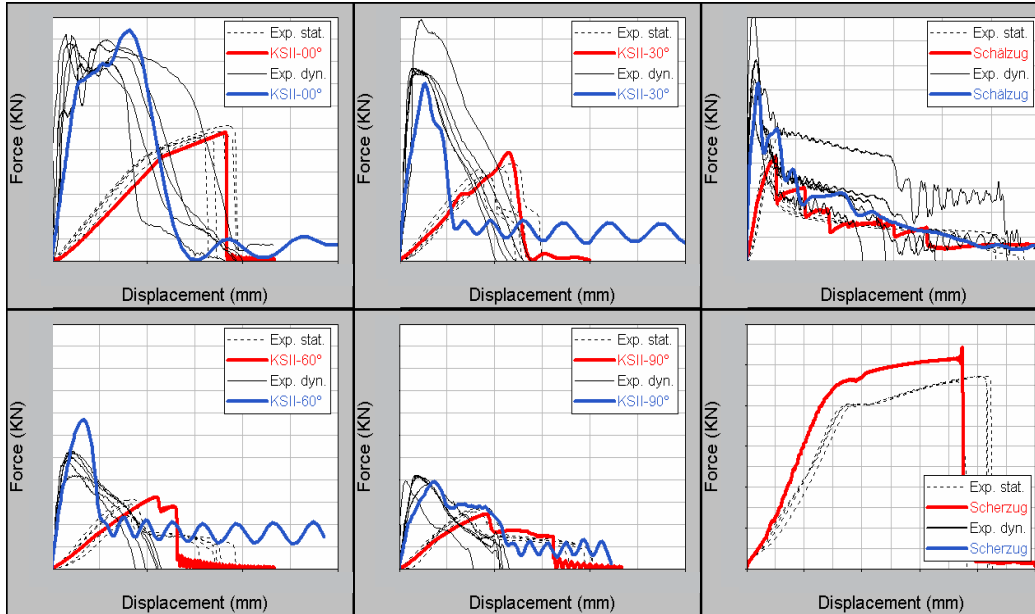 Exp. stat.
KSII-00°
Exp. dyn.
KSII-00°
Force (KN)
Displacement (mm)
Exp. stat.
KSII-30°
Exp. dyn.
KSII-30°
Force (KN)
Displacement (mm)
Exp. stat.
Schälzug
Exp. dyn.
Schälzug
Force (KN)
Displacement (mm)
Exp. stat.
KSII-60°
Exp. dyn.
KSII-60°
Force (KN)
Displacement (mm)
Exp. stat.
KSII-90°
Exp. dyn.
KSII-90°
Force (KN)
Displacement (mm)
Exp. stat.
Scherzug
Exp. dyn.
Scherzug
Force (KN)
Displacement (mm)